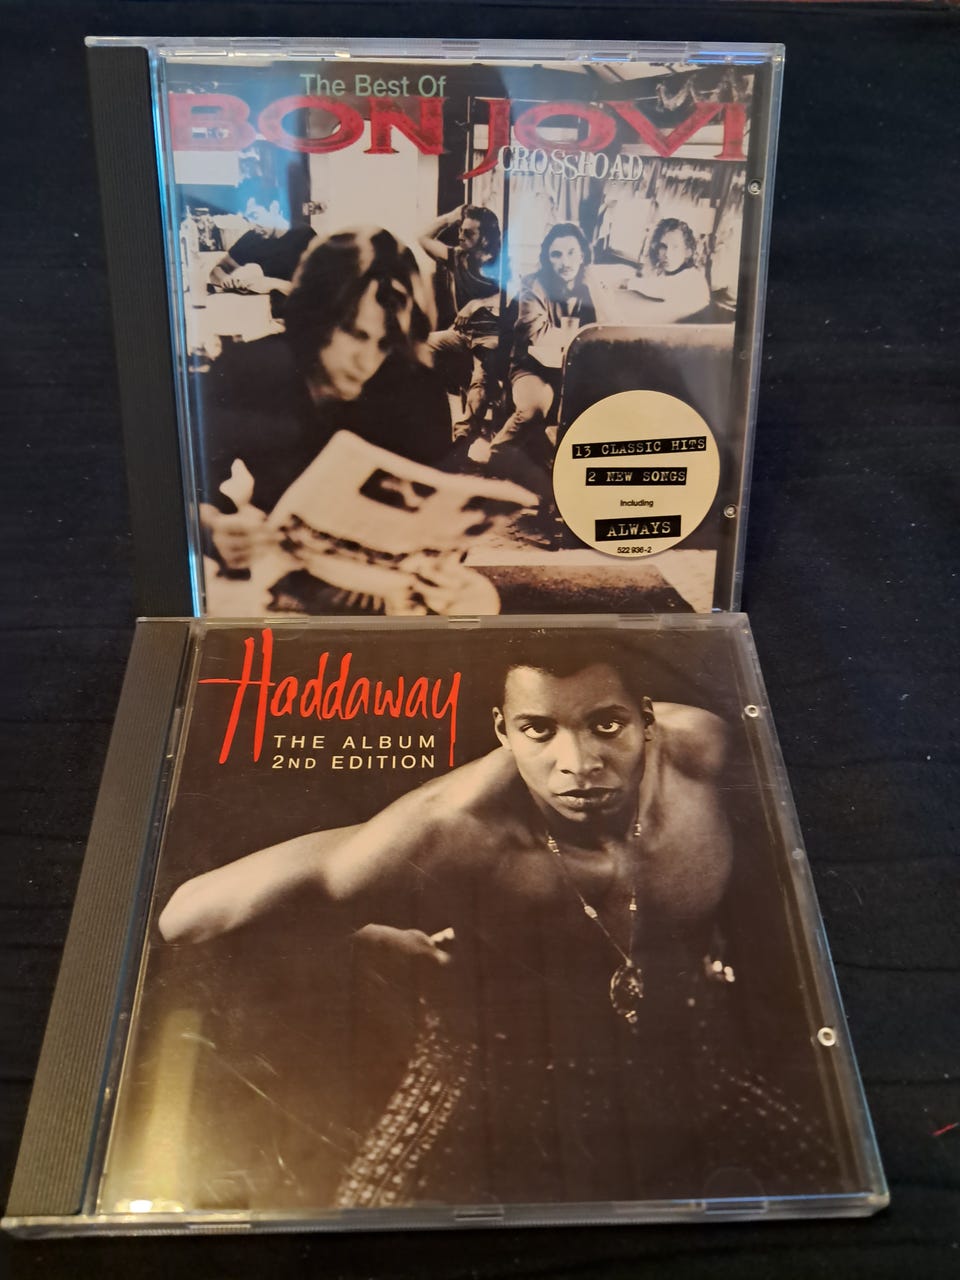 The Best Of
BON JOVI
CROSSROAD
13 CLASSIC HITS
2 NEW SONGS
Including
ALWAYS
522 936-2
Haddaway
THE ALBUM
2ND EDITION